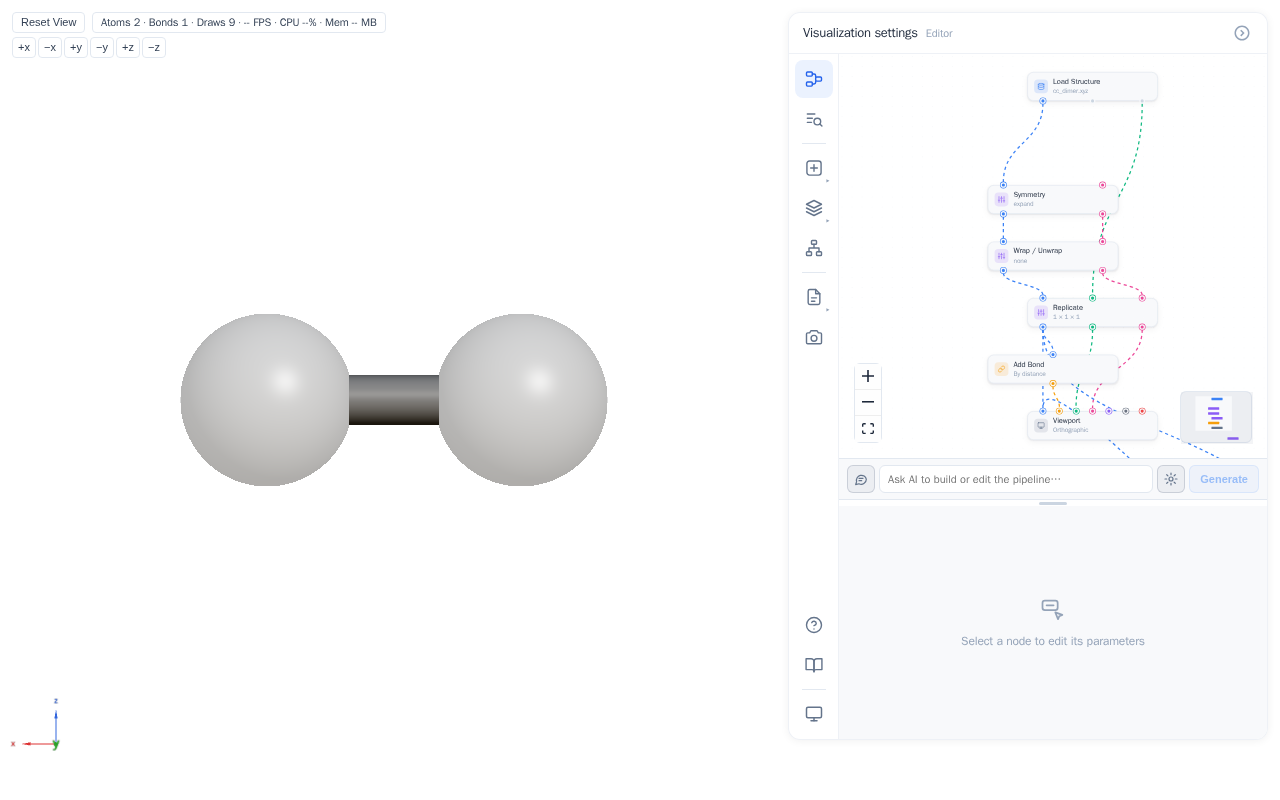 Reset View
Atoms 2 · Bonds 1 · Draws 9 · -- FPS · CPU --% · Mem -- MB
+x −x +y −y +z −z
z
x
y
Visualization settings Editor
Load Structure
cc_dimer.xyz
Symmetry
expand
Wrap / Unwrap
none
Replicate
1 × 1 × 1
Add Bond
By distance
Viewport
Orthographic
Ask AI to build or edit the pipeline…
Generate
Select a node to edit its parameters